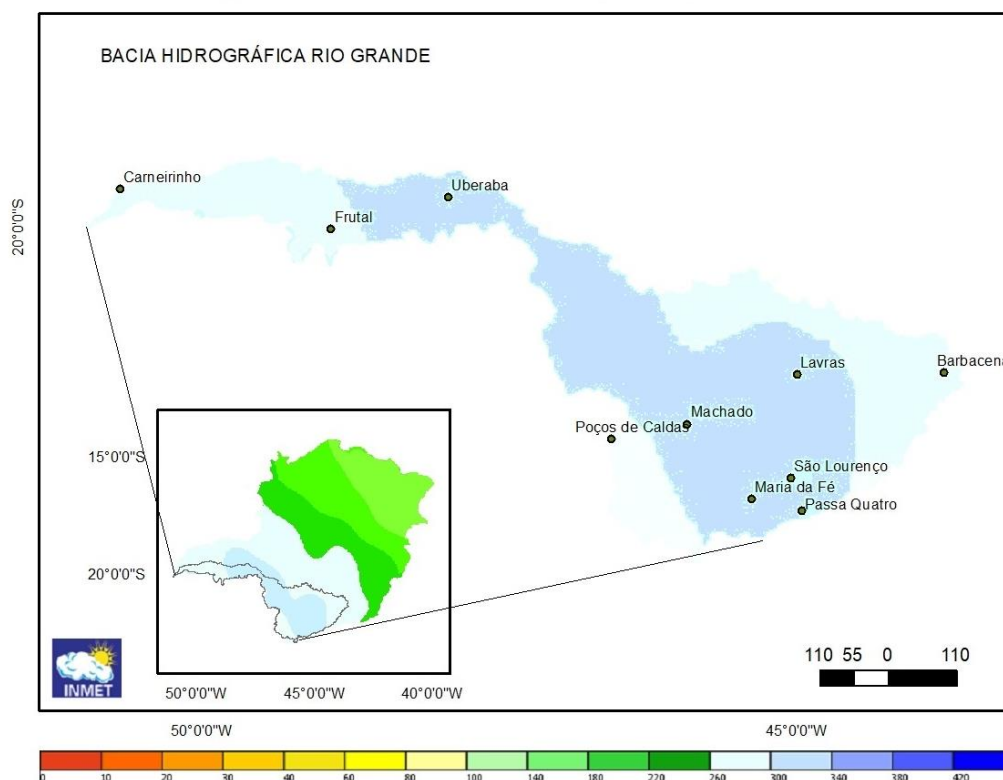 BACIA HIDROGRÁFICA RIO GRANDE
Carneirinho
Uberaba
Frutal
20°0'0"S
Lavras
Barbacena
Machado
Poços de Caldas
São Lourenço
Maria da Fé
Passa Quatro
15°0'0"S
20°0'0"S
50°0'0"W 45°0'0"W 40°0'0"W
INMET
110 55 0 110
50°0'0"W 45°0'0"W
0 10 20 30 40 60 80 100 140 180 220 260 300 340 380 420